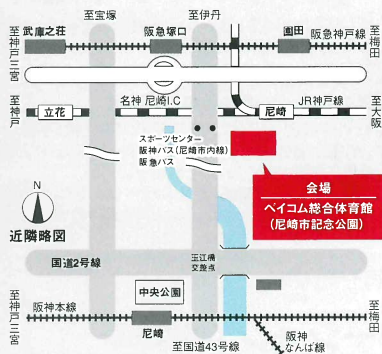 至宝塚
至伊丹
至神戸三宮
武庫之荘
阪急塚口
園田
阪急神戸線
至梅田
至神戸
立花
名神 尼崎I.C
尼崎
JR神戸線
至大阪
スポーツセンター
阪神バス(尼崎市内線)
阪急バス
会場
ベイコム総合体育館
(尼崎市記念公園)
N
近隣略図
国道2号線
玉江橋
交差点
中央公園
至神戸三宮
阪神本線
尼崎
至梅田
至国道43号線
阪神
なんば線